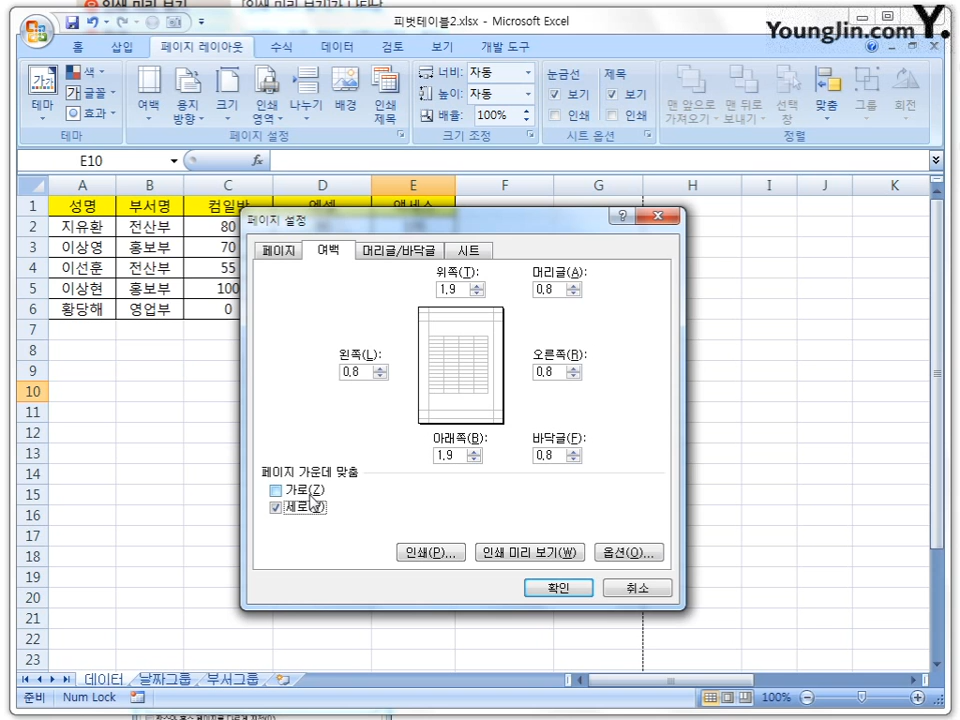 피벗테이블2.xlsx - Microsoft Excel
YoungJin.com Y.
홈 삽입 페이지 레이아웃 수식 데이터 검토 보기 개발 도구
테마
색
글꼴
효과
테마
여백
용지 방향
크기
인쇄 영역
나누기
배경
인쇄 제목
페이지 설정
너비: 자동
높이: 자동
배율: 100%
크기 조정
눈금선 제목
보기 보기
인쇄 인쇄
시트 옵션
맨 앞으로 가져오기
맨 뒤로 보내기
선택 창
맞춤
그룹
회전
정렬
E10 fx
A B C D E F G H I J K
1 성명 부서명
2 지유환 전산부 80
3 이상영 홍보부 70
4 이선훈 전산부 55
5 이상현 홍보부 100
6 황당해 영업부 0
7
8
9
10
11
12
13
14
15
16
17
18
19
20
21
22
23
페이지 설정
페이지 여백 머리글/바닥글 시트
위쪽(T): 머리글(A):
1.9 0.8
왼쪽(L): 오른쪽(R):
0.8 0.8
아래쪽(B): 바닥글(F):
1.9 0.8
페이지 가운데 맞춤
가로(Z)
세로(V)
인쇄(P)... 인쇄 미리 보기(W) 옵션(O)...
확인 취소
데이터 날짜그룹 부서그룹
준비 Num Lock 100%